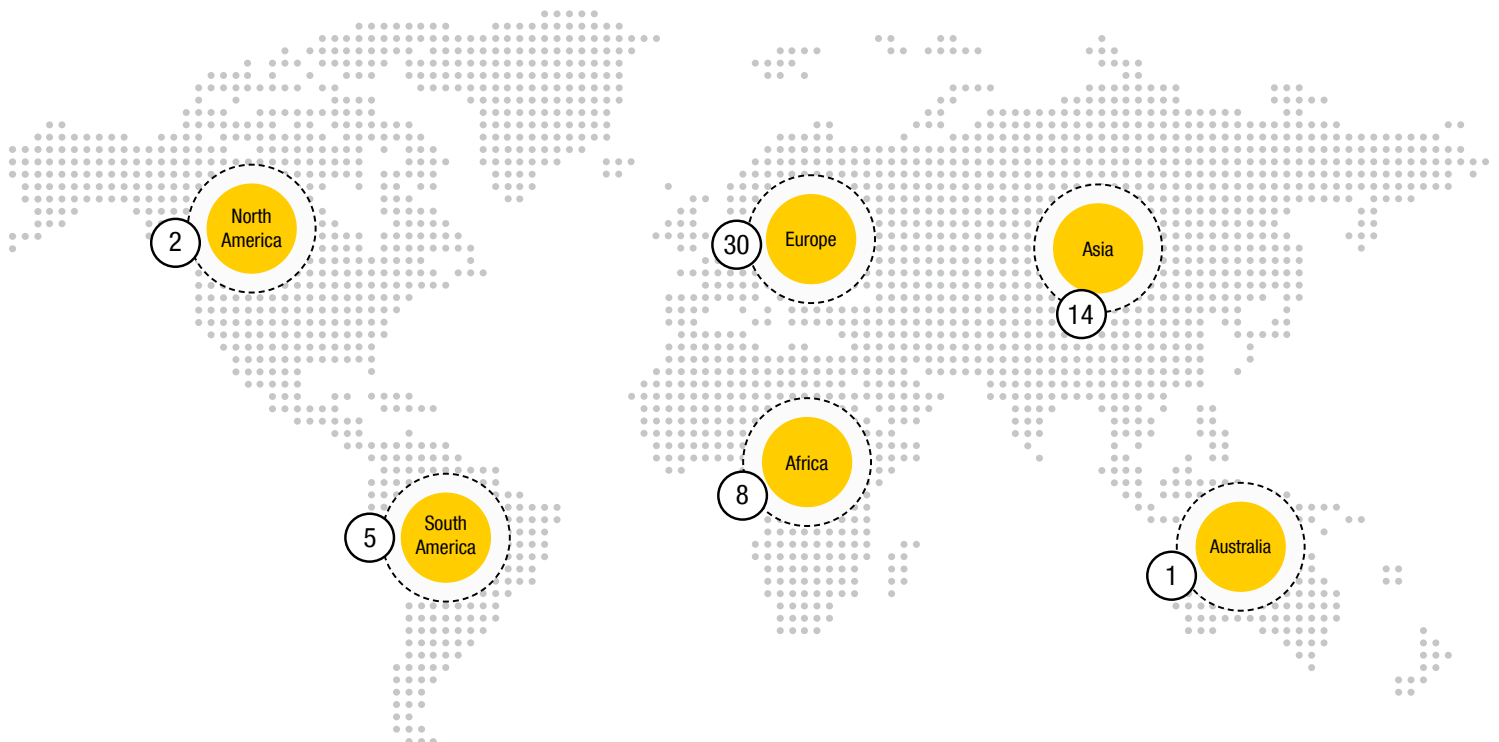 North
America
2
Europe
30
Asia
14
Africa
8
South
America
5
Australia
1